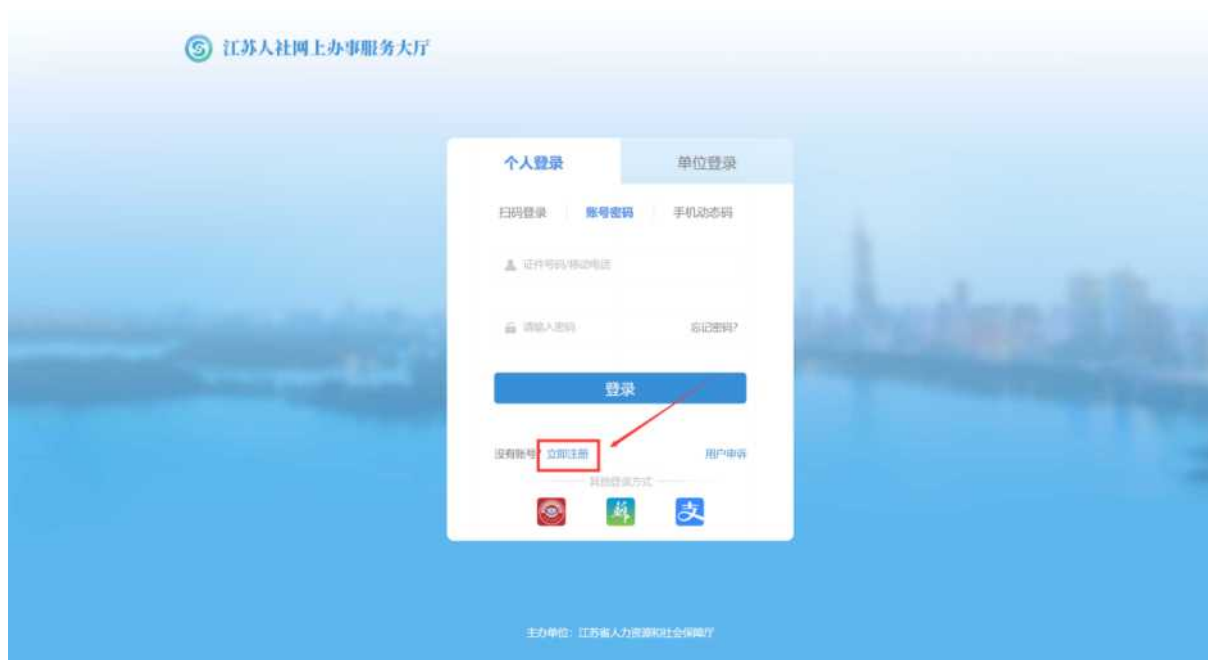 江苏人社网上办事服务大厅
个人登录 单位登录
扫码登录 账号密码 手机动态码
证件号码/移动电话
请输入密码 忘记密码?
登录
没有账号? 立即注册 用户申诉
其他登录方式
苏 支
主办单位：江苏省人力资源和社会保障厅